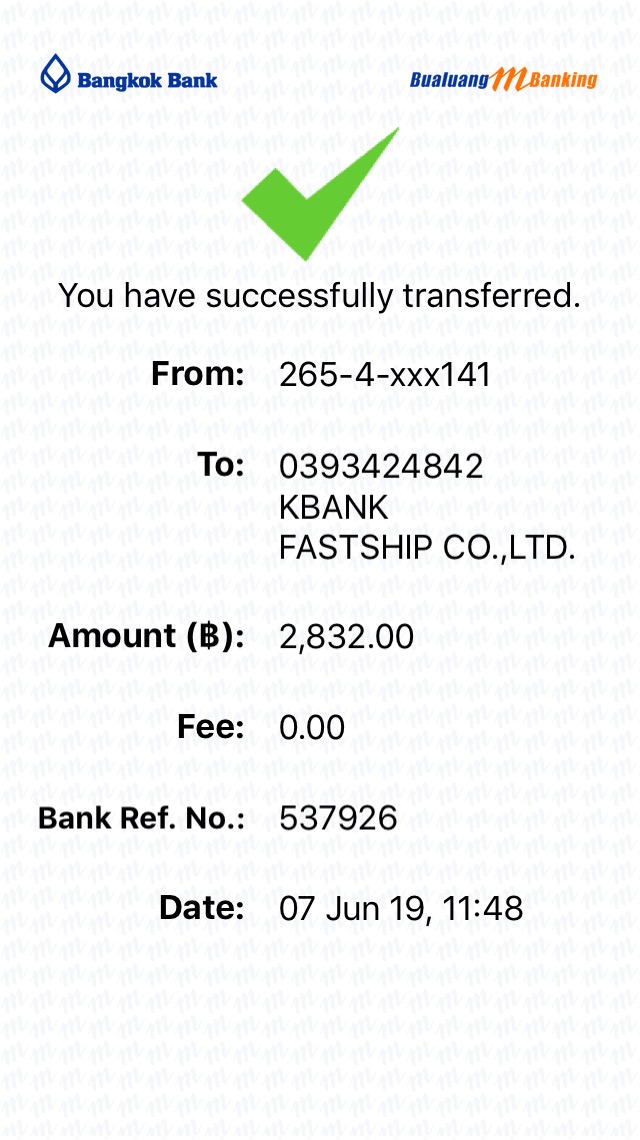 Bangkok Bank
Bualuang mBanking
You have successfully transferred.
From: 265-4-xxx141
To: 0393424842
KBANK
FASTSHIP CO.,LTD.
Amount (฿): 2,832.00
Fee: 0.00
Bank Ref. No.: 537926
Date: 07 Jun 19, 11:48